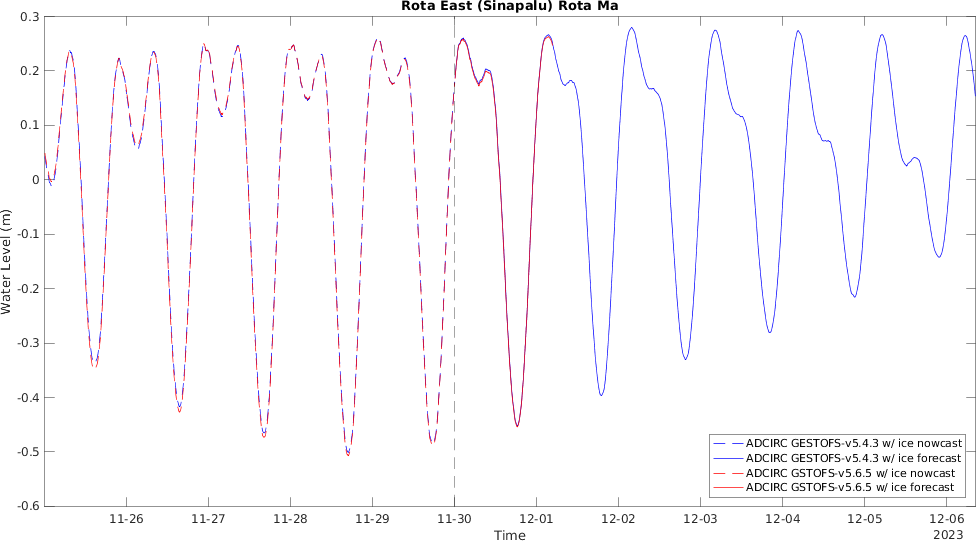 Rota East (Sinapalu) Rota Ma
0.3
0.2
0.1
0
-0.1
-0.2
-0.3
-0.4
-0.5
-0.6
Water Level (m)
ADCIRC GESTOFS-v5.4.3 w/ ice nowcast
ADCIRC GESTOFS-v5.4.3 w/ ice forecast
ADCIRC GSTOFS-v5.6.5 w/ ice nowcast
ADCIRC GSTOFS-v5.6.5 w/ ice forecast
11-26 11-27 11-28 11-29 11-30 12-01 12-02 12-03 12-04 12-05 12-06
Time
2023